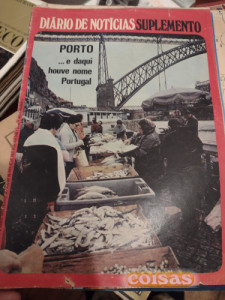 DIÁRIO DE NOTÍCIAS SUPLEMENTO
PORTO
... e daqui
houve nome
Portugal
coisas